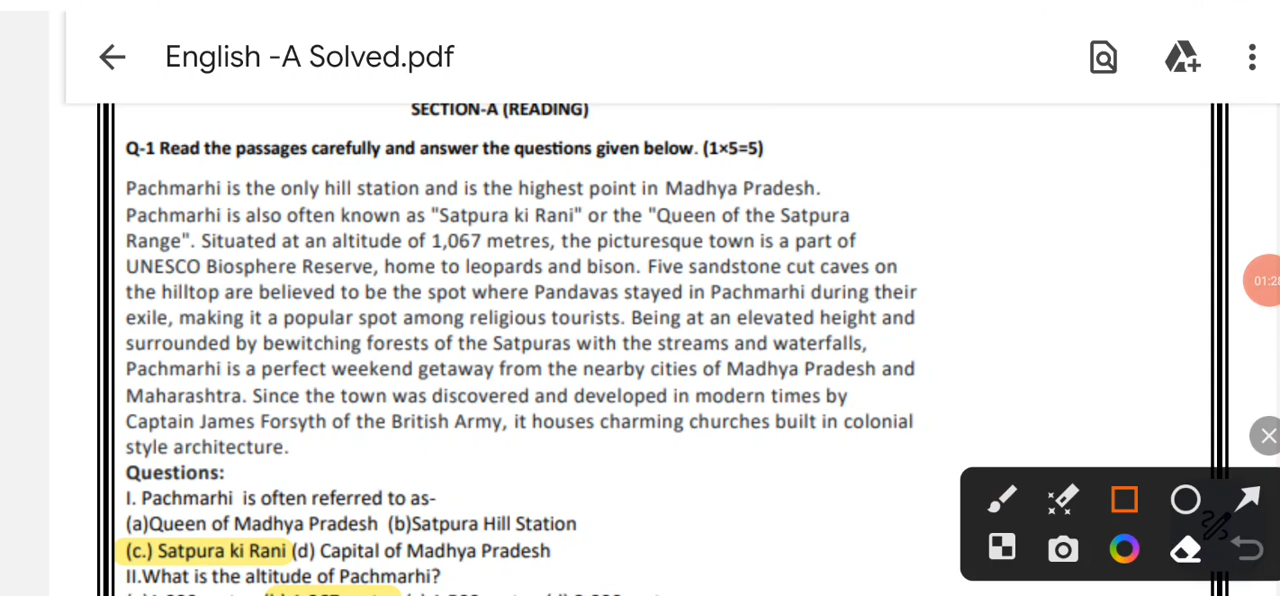 English -A Solved.pdf
SECTION-A (READING)
Q-1 Read the passages carefully and answer the questions given below. (1×5=5)
Pachmarhi is the only hill station and is the highest point in Madhya Pradesh.
Pachmarhi is also often known as "Satpura ki Rani" or the "Queen of the Satpura
Range". Situated at an altitude of 1,067 metres, the picturesque town is a part of
UNESCO Biosphere Reserve, home to leopards and bison. Five sandstone cut caves on
the hilltop are believed to be the spot where Pandavas stayed in Pachmarhi during their
exile, making it a popular spot among religious tourists. Being at an elevated height and
surrounded by bewitching forests of the Satpuras with the streams and waterfalls,
Pachmarhi is a perfect weekend getaway from the nearby cities of Madhya Pradesh and
Maharashtra. Since the town was discovered and developed in modern times by
Captain James Forsyth of the British Army, it houses charming churches built in colonial
style architecture.
Questions:
I. Pachmarhi is often referred to as-
(a)Queen of Madhya Pradesh (b)Satpura Hill Station
(c.) Satpura ki Rani (d) Capital of Madhya Pradesh
II.What is the altitude of Pachmarhi?